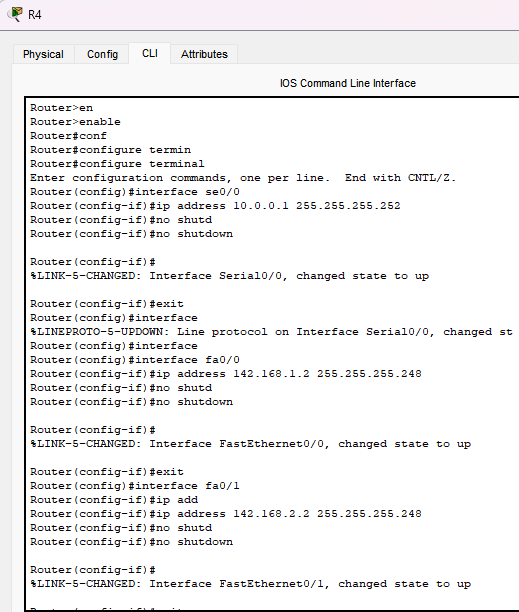 R4
Physical Config CLI Attributes
IOS Command Line Interface
Router>en
Router>enable
Router#conf
Router#configure termin
Router#configure terminal
Enter configuration commands, one per line.  End with CNTL/Z.
Router(config)#interface se0/0
Router(config-if)#ip address 10.0.0.1 255.255.255.252
Router(config-if)#no shutd
Router(config-if)#no shutdown
Router(config-if)#
%LINK-5-CHANGED: Interface Serial0/0, changed state to up
Router(config-if)#exit
Router(config)#interface
%LINEPROTO-5-UPDOWN: Line protocol on Interface Serial0/0, changed st
Router(config)#interface
Router(config)#interface fa0/0
Router(config-if)#ip address 142.168.1.2 255.255.255.248
Router(config-if)#no shutd
Router(config-if)#no shutdown
Router(config-if)#
%LINK-5-CHANGED: Interface FastEthernet0/0, changed state to up
Router(config-if)#exit
Router(config)#interface fa0/1
Router(config-if)#ip add
Router(config-if)#ip address 142.168.2.2 255.255.255.248
Router(config-if)#no shutd
Router(config-if)#no shutdown
Router(config-if)#
%LINK-5-CHANGED: Interface FastEthernet0/1, changed state to up